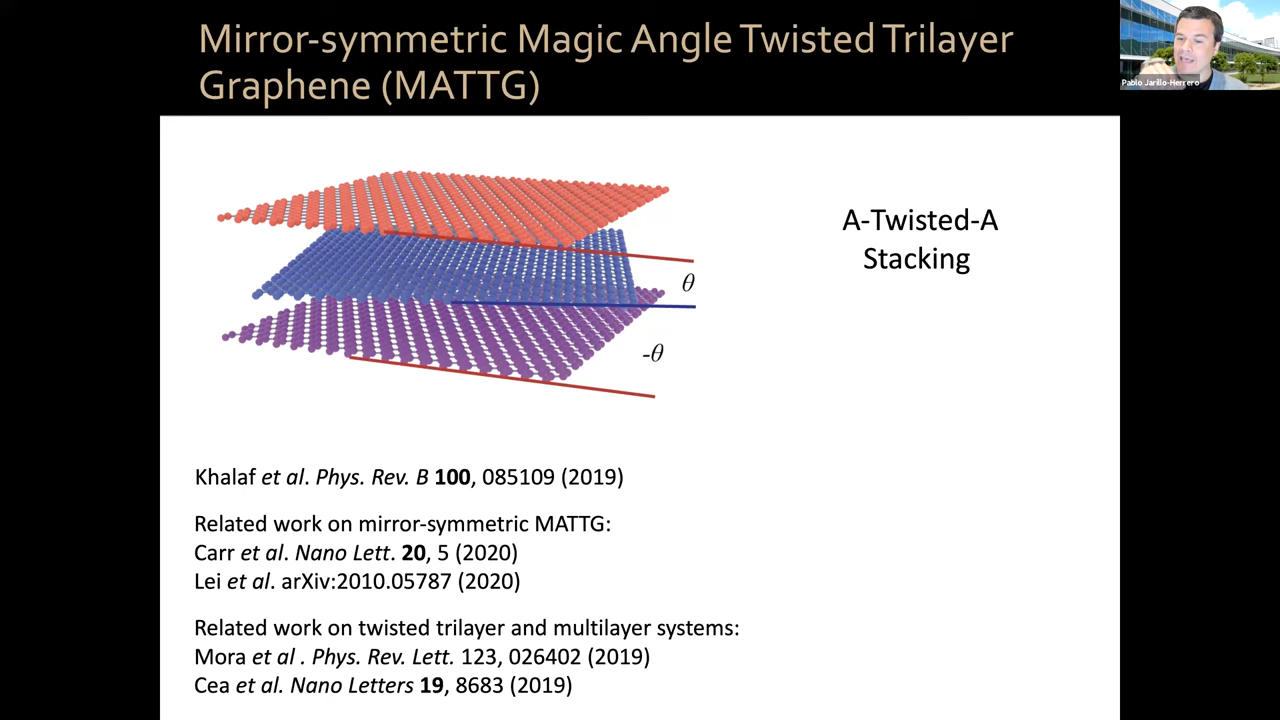 Mirror-symmetric Magic Angle Twisted Trilayer
Graphene (MATTG)
Pablo Jarillo-Herrero
A-Twisted-A
Stacking
θ
-θ
Khalaf et al. Phys. Rev. B 100, 085109 (2019)
Related work on mirror-symmetric MATTG:
Carr et al. Nano Lett. 20, 5 (2020)
Lei et al. arXiv:2010.05787 (2020)
Related work on twisted trilayer and multilayer systems:
Mora et al . Phys. Rev. Lett. 123, 026402 (2019)
Cea et al. Nano Letters 19, 8683 (2019)